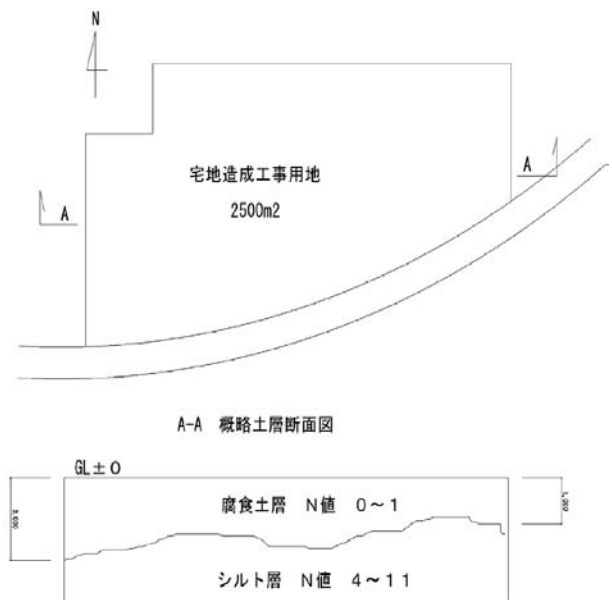 N
宅地造成工事用地
2500m2
A
A
A-A 概略土層断面図
GL±0
腐食土層 N値 0~1
シルト層 N値 4~11